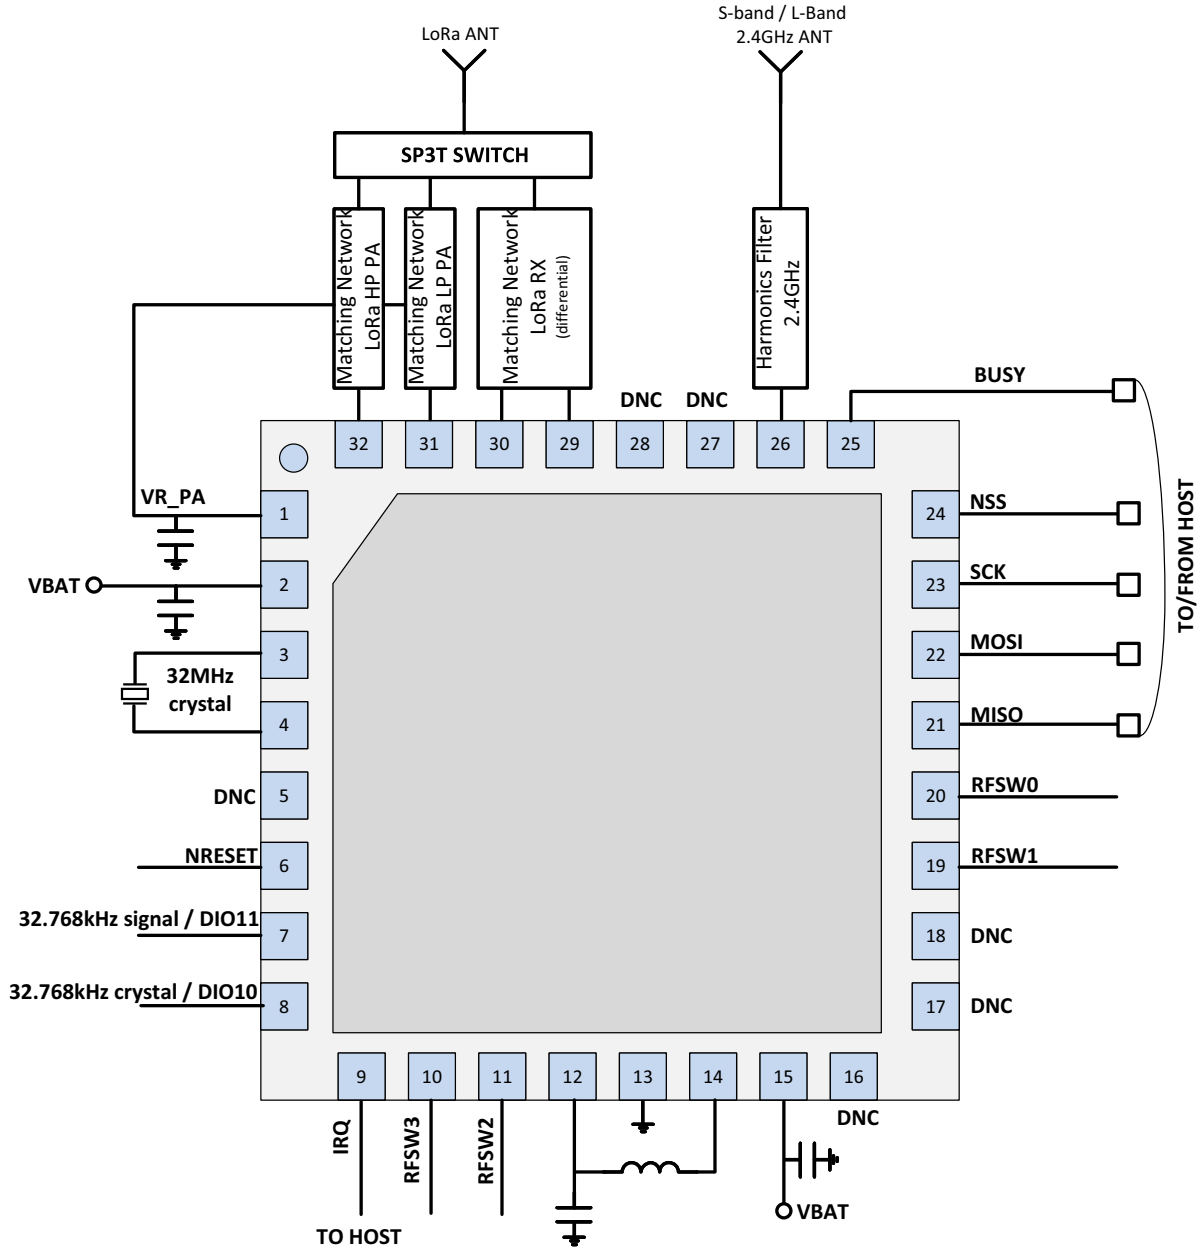 LoRa ANT
S-band / L-Band
2.4GHz ANT
SP3T SWITCH
Matching Network
LoRa HP PA
Matching Network
LoRa LP PA
Matching Network
LoRa RX
(differential)
Harmonics Filter
2.4GHz
BUSY
DNC
DNC
32
31
30
29
28
27
26
25
VR_PA
1
24
NSS
VBAT
2
23
SCK
3
32MHz
crystal
22
MOSI
4
21
MISO
TO/FROM HOST
DNC
5
20
RFSW0
NRESET
6
19
RFSW1
32.768kHz signal / DIO11
7
18
DNC
32.768kHz crystal / DIO10
8
17
DNC
9
10
11
12
13
14
15
16
IRQ
RFSW3
RFSW2
DNC
VBAT
TO HOST